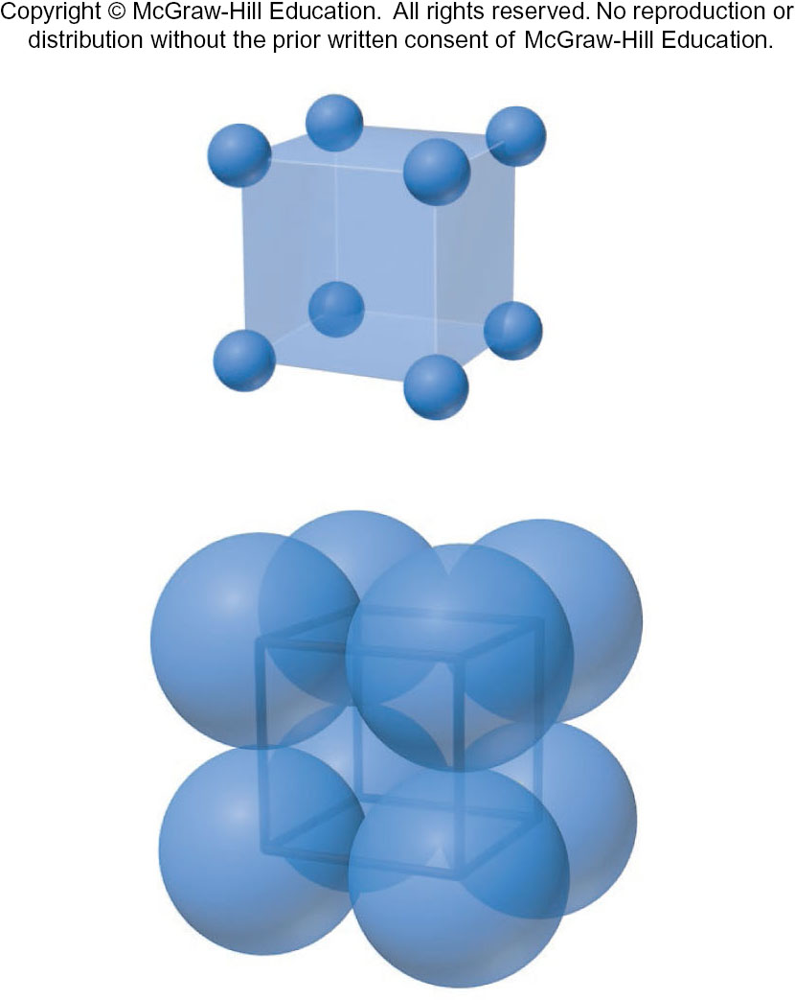 Copyright © McGraw-Hill Education.  All rights reserved. No reproduction or
distribution without the prior written consent of McGraw-Hill Education.